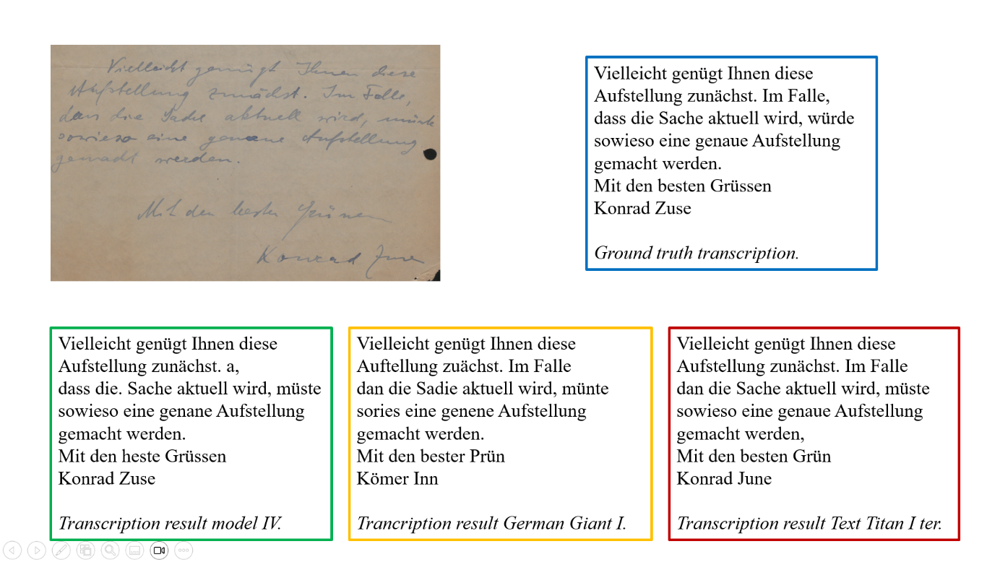 Vielleicht genügt Ihnen diese
Aufstellung zunächst. Im Falle,
dass die Sache aktuell wird, müsste
sowieso eine genaue Aufstellung
gemacht werden.
Mit den besten Grüssen
Konrad Zuse
Vielleicht genügt Ihnen diese
Aufstellung zunächst. Im Falle,
dass die Sache aktuell wird, würde
sowieso eine genaue Aufstellung
gemacht werden.
Mit den besten Grüssen
Konrad Zuse
Ground truth transcription.
Vielleicht genügt Ihnen diese
Aufstellung zunächst. a,
dass die. Sache aktuell wird, müste
sowieso eine genane Aufstellung
gemacht werden.
Mit den heste Grüssen
Konrad Zuse
Transcription result model IV.
Vielleicht genügt Ihnen diese
Auftellung zuächst. Im Falle
dan die Sadie aktuell wird, münte
sories eine genene Aufstellung
gemacht werden.
Mit den bester Prün
Kömer Inn
Trancription result German Giant I.
Vielleicht genügt Ihnen diese
Aufstellung zunächst. Im Falle
dan die Sache aktuell wird, müste
sowieso eine genaue Aufstellung
gemacht werden,
Mit den besten Grün
Konrad June
Transcription result Text Titan I ter.